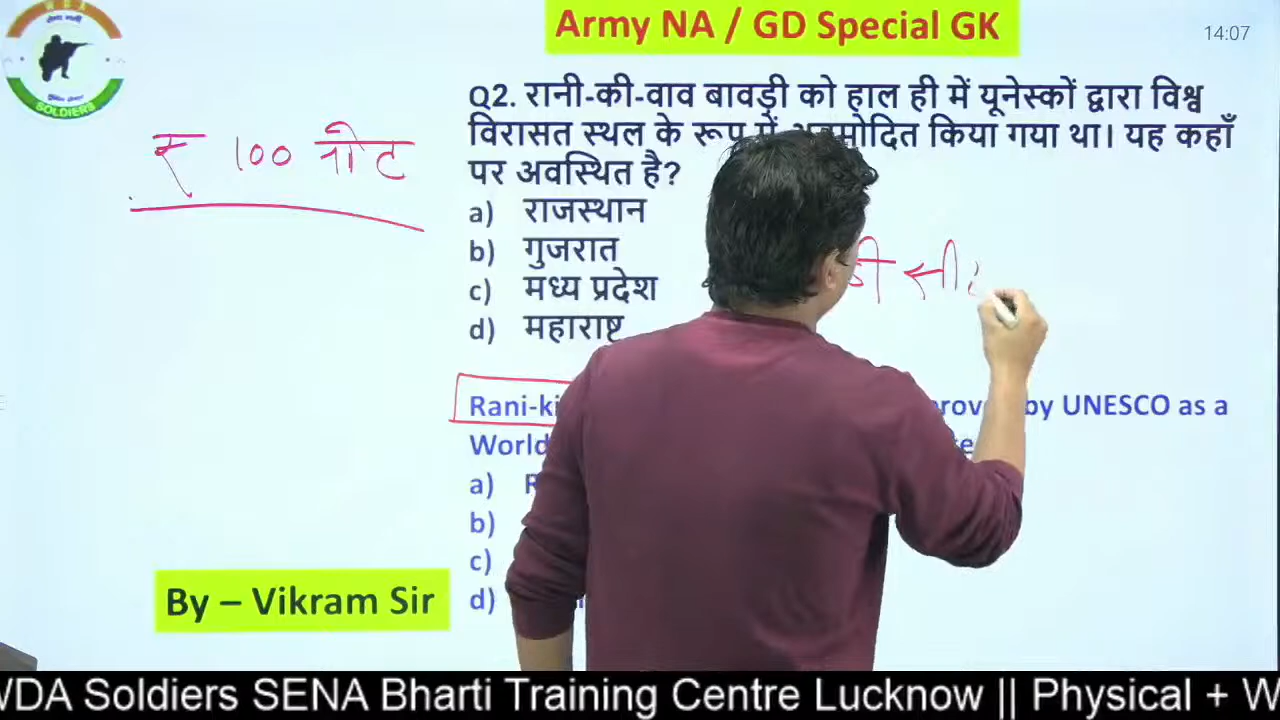 Army NA / GD Special GK
14:07
SOLDIERS
₹ 100 नोट
Q2. रानी-की-वाव बावड़ी को हाल ही में यूनेस्कों द्वारा विश्व
विरासत स्थल के रूप में किया गया था। यह कहाँ
पर अवस्थित है?
a) राजस्थान
b) गुजरात
c) मध्य प्रदेश
d) महाराष्ट्र
Rani-ki by UNESCO as a
World
a) R
b)
c)
d)
By – Vikram Sir
WDA Soldiers SENA Bharti Training Centre Lucknow || Physical + W